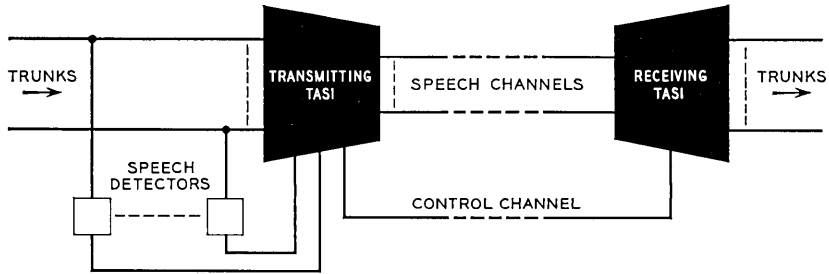 TRUNKS
TRANSMITTING
TASI
SPEECH CHANNELS
RECEIVING
TASI
TRUNKS
SPEECH
DETECTORS
CONTROL CHANNEL